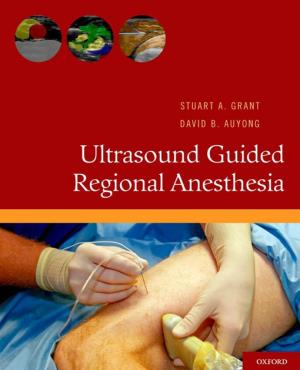 STUART A. GRANT
DAVID B. AUYONG
Ultrasound Guided
Regional Anesthesia
OXFORD